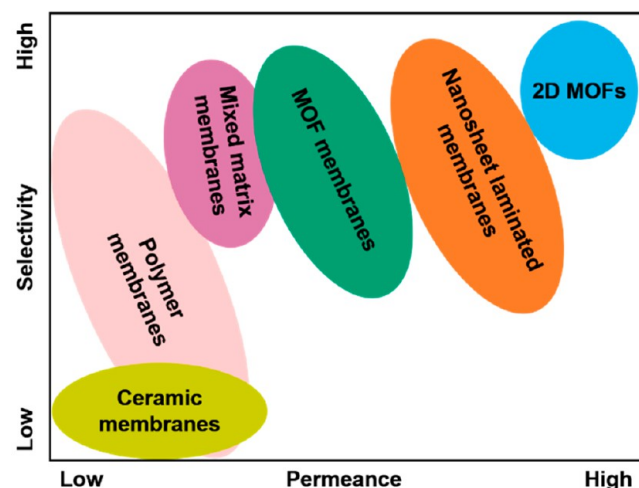 High
Selectivity
Low
Polymer
membranes
Ceramic
membranes
Mixed matrix
membranes
MOF membranes
Nanosheet laminated
membranes
2D MOFs
Low
Permeance
High